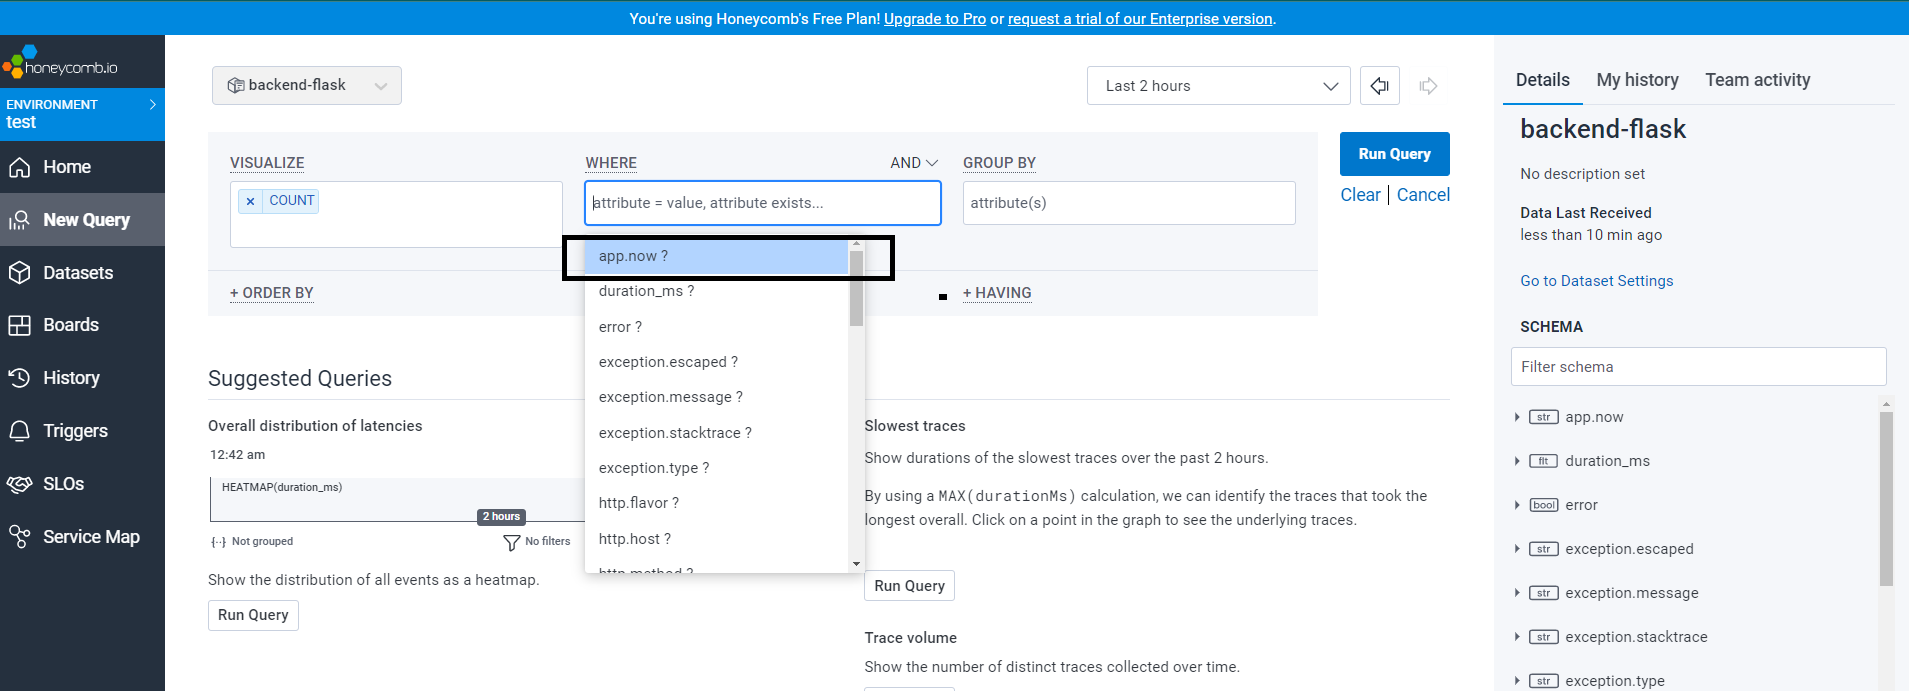 You're using Honeycomb's Free Plan! Upgrade to Pro or request a trial of our Enterprise version.
honeycomb.io
ENVIRONMENT
test
Home
New Query
Datasets
Boards
History
Triggers
SLOs
Service Map
backend-flask
Last 2 hours
VISUALIZE
COUNT
WHERE
AND
attribute = value, attribute exists...
GROUP BY
attribute(s)
Run Query
Clear | Cancel
+ ORDER BY
+ HAVING
app.now ?
duration_ms ?
error ?
exception.escaped ?
exception.message ?
exception.stacktrace ?
exception.type ?
http.flavor ?
http.host ?
http.method ?
Suggested Queries
Overall distribution of latencies
12:42 am
HEATMAP(duration_ms)
2 hours
Not grouped
No filters
Show the distribution of all events as a heatmap.
Run Query
Slowest traces
Show durations of the slowest traces over the past 2 hours.
By using a MAX(durationMs) calculation, we can identify the traces that took the
longest overall. Click on a point in the graph to see the underlying traces.
Run Query
Trace volume
Show the number of distinct traces collected over time.
Details
My history
Team activity
backend-flask
No description set
Data Last Received
less than 10 min ago
Go to Dataset Settings
SCHEMA
Filter schema
str app.now
flt duration_ms
bool error
str exception.escaped
str exception.message
str exception.stacktrace
str exception.type